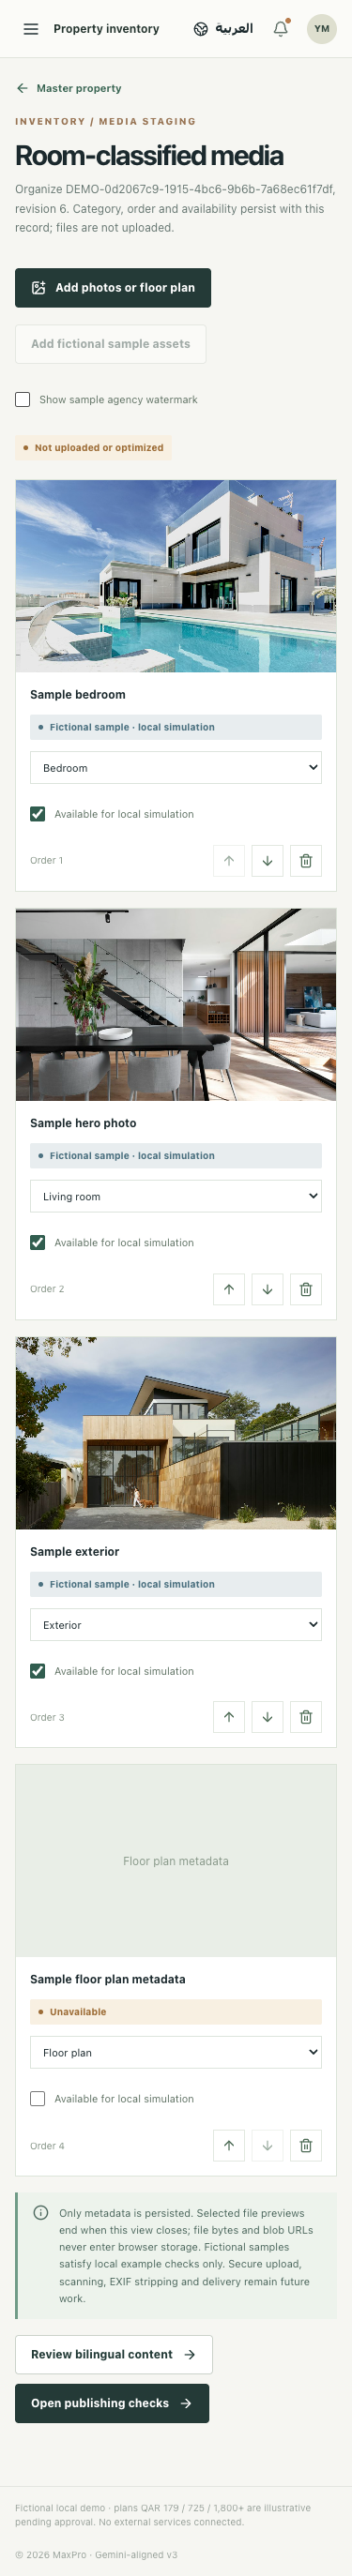 Property inventory
العربية
YM
Master property
INVENTORY / MEDIA STAGING
Room-classified media
Organize DEMO-0d2067c9-1915-4bc6-9b6b-7a68ec61f7df,
revision 6. Category, order and availability persist with this
record; files are not uploaded.
Add photos or floor plan
Add fictional sample assets
Show sample agency watermark
Not uploaded or optimized
Sample bedroom
Fictional sample · local simulation
Bedroom
Available for local simulation
Order 1
Sample hero photo
Fictional sample · local simulation
Living room
Available for local simulation
Order 2
Sample exterior
Fictional sample · local simulation
Exterior
Available for local simulation
Order 3
Floor plan metadata
Sample floor plan metadata
Unavailable
Floor plan
Available for local simulation
Order 4
Only metadata is persisted. Selected file previews
end when this view closes; file bytes and blob URLs
never enter browser storage. Fictional samples
satisfy local example checks only. Secure upload,
scanning, EXIF stripping and delivery remain future
work.
Review bilingual content
Open publishing checks
Fictional local demo · plans QAR 179 / 725 / 1,800+ are illustrative
pending approval. No external services connected.
© 2026 MaxPro · Gemini-aligned v3